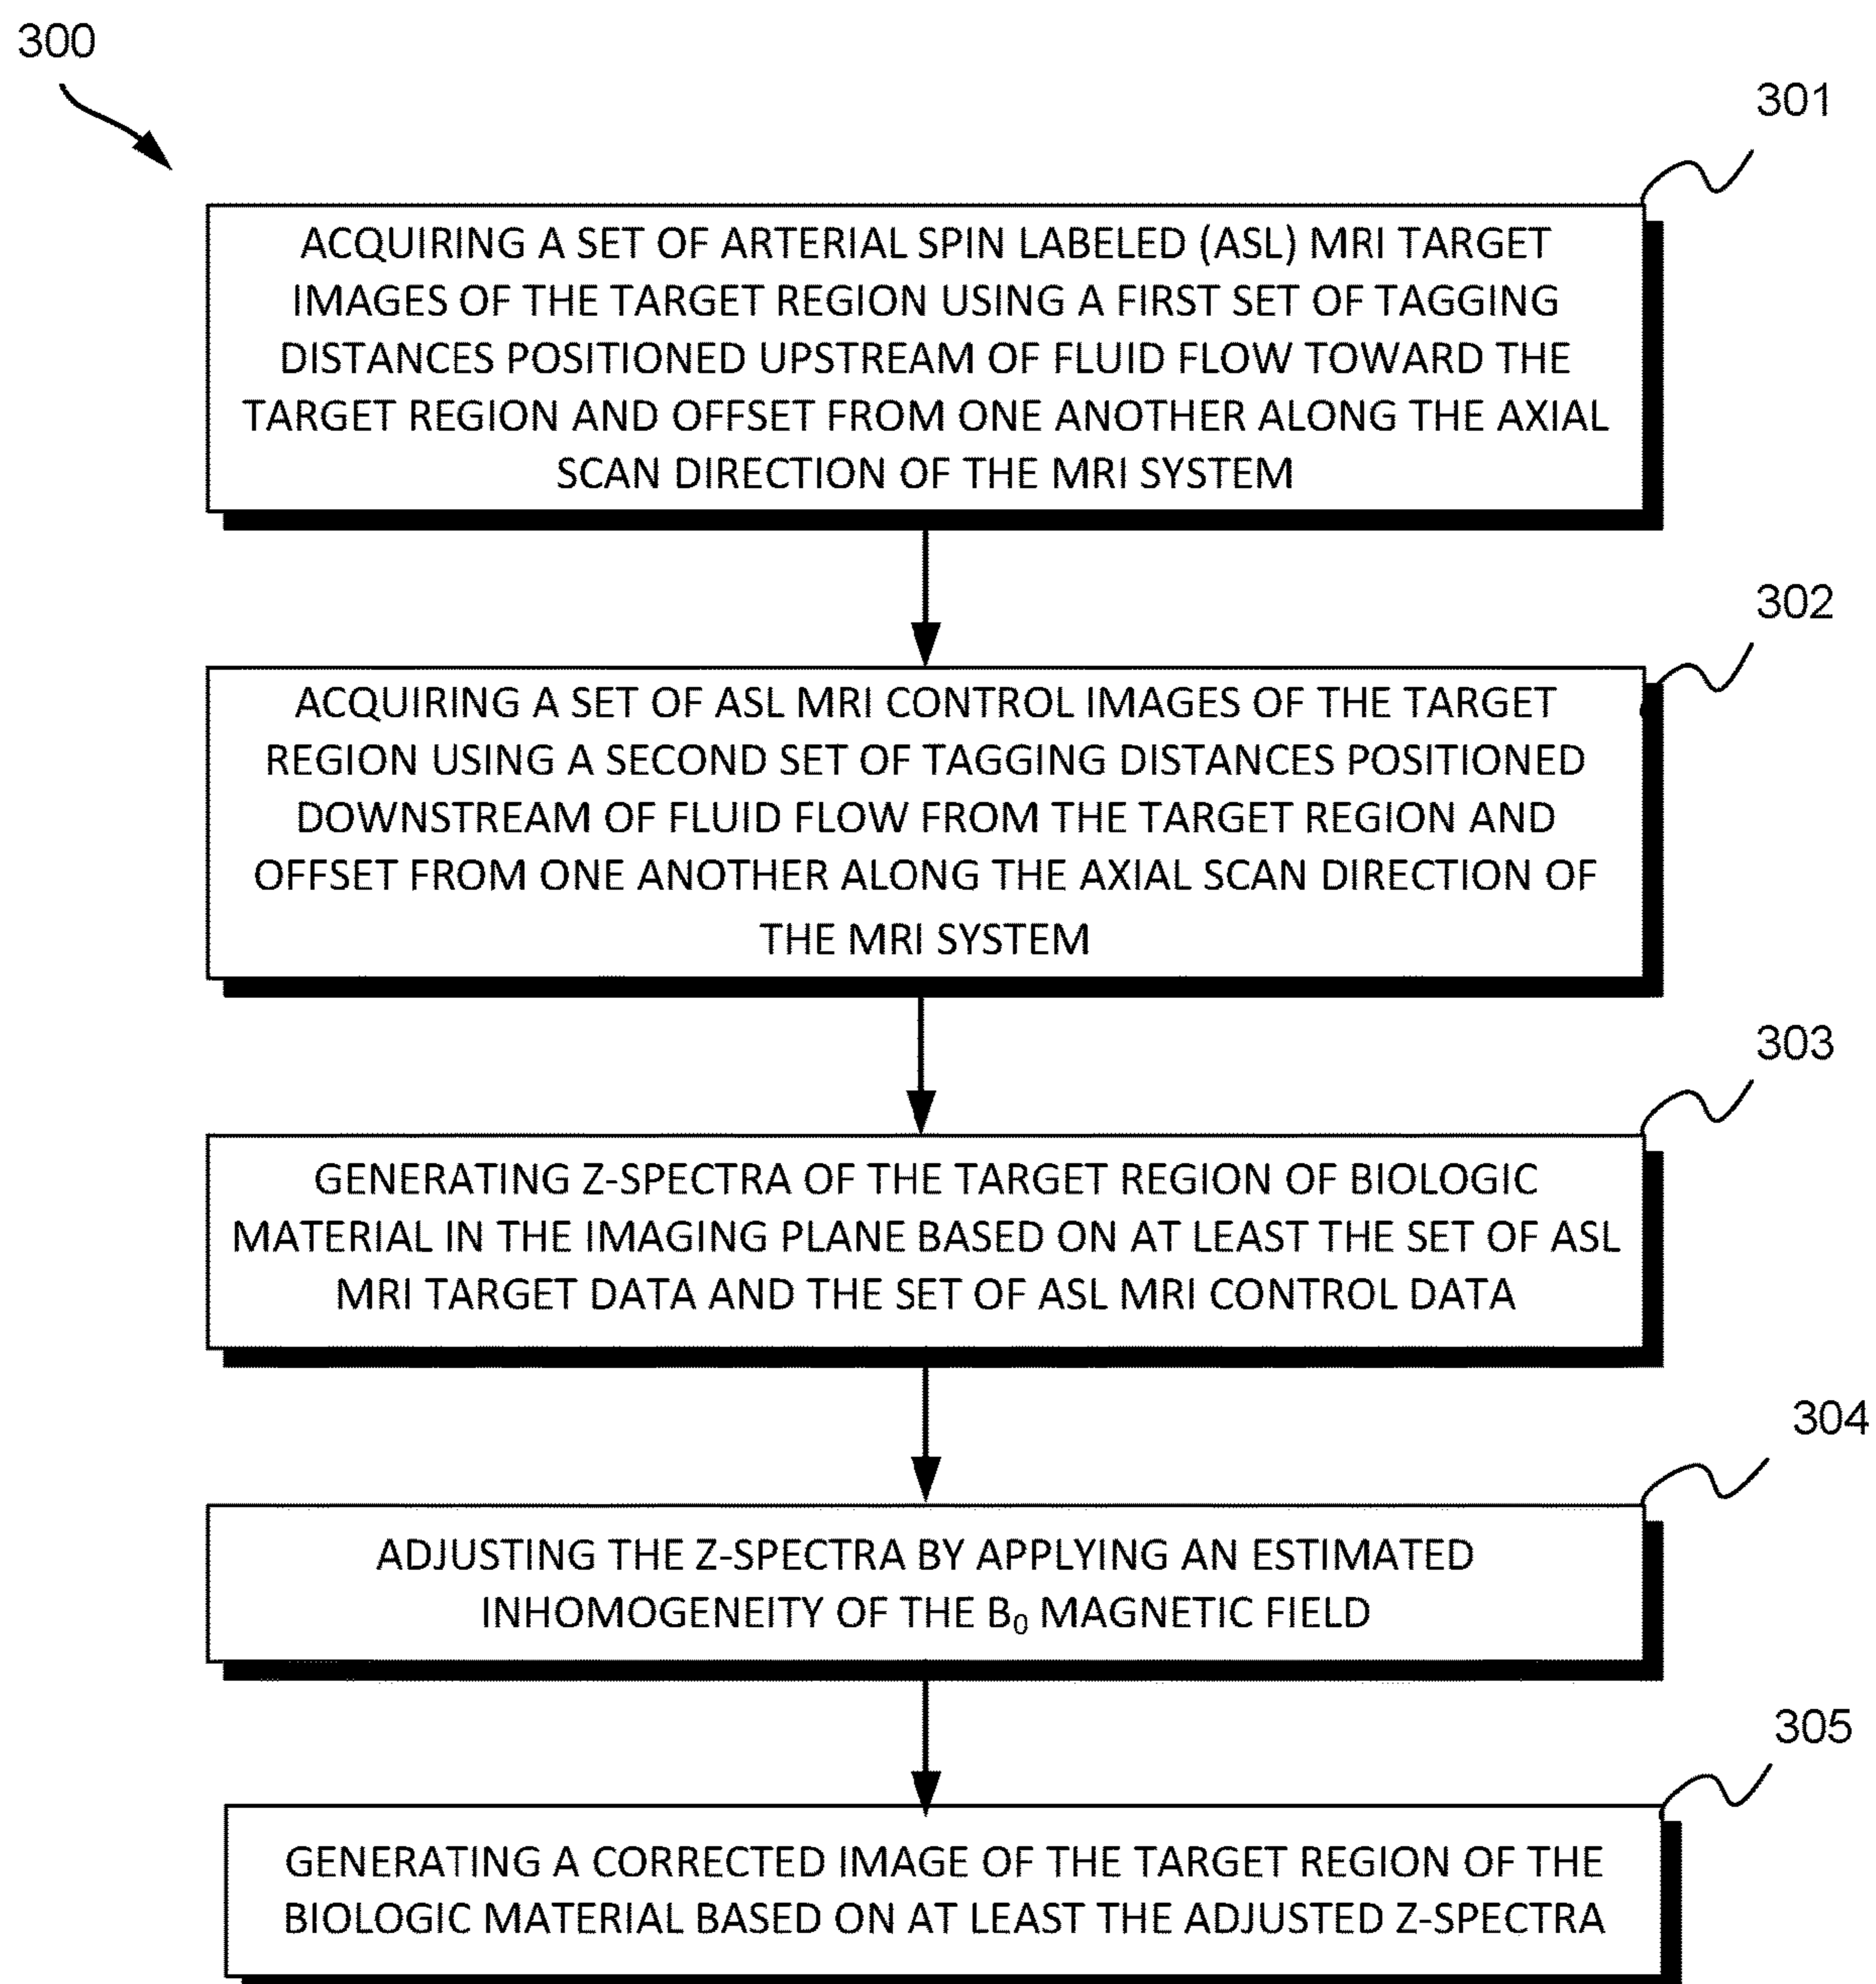 300
301
ACQUIRING A SET OF ARTERIAL SPIN LABELED (ASL) MRI TARGET
IMAGES OF THE TARGET REGION USING A FIRST SET OF TAGGING
DISTANCES POSITIONED UPSTREAM OF FLUID FLOW TOWARD THE
TARGET REGION AND OFFSET FROM ONE ANOTHER ALONG THE AXIAL
SCAN DIRECTION OF THE MRI SYSTEM
302
ACQUIRING A SET OF ASL MRI CONTROL IMAGES OF THE TARGET
REGION USING A SECOND SET OF TAGGING DISTANCES POSITIONED
DOWNSTREAM OF FLUID FLOW FROM THE TARGET REGION AND
OFFSET FROM ONE ANOTHER ALONG THE AXIAL SCAN DIRECTION OF
THE MRI SYSTEM
303
GENERATING Z-SPECTRA OF THE TARGET REGION OF BIOLOGIC
MATERIAL IN THE IMAGING PLANE BASED ON AT LEAST THE SET OF ASL
MRI TARGET DATA AND THE SET OF ASL MRI CONTROL DATA
304
ADJUSTING THE Z-SPECTRA BY APPLYING AN ESTIMATED
INHOMOGENEITY OF THE B₀ MAGNETIC FIELD
305
GENERATING A CORRECTED IMAGE OF THE TARGET REGION OF THE
BIOLOGIC MATERIAL BASED ON AT LEAST THE ADJUSTED Z-SPECTRA